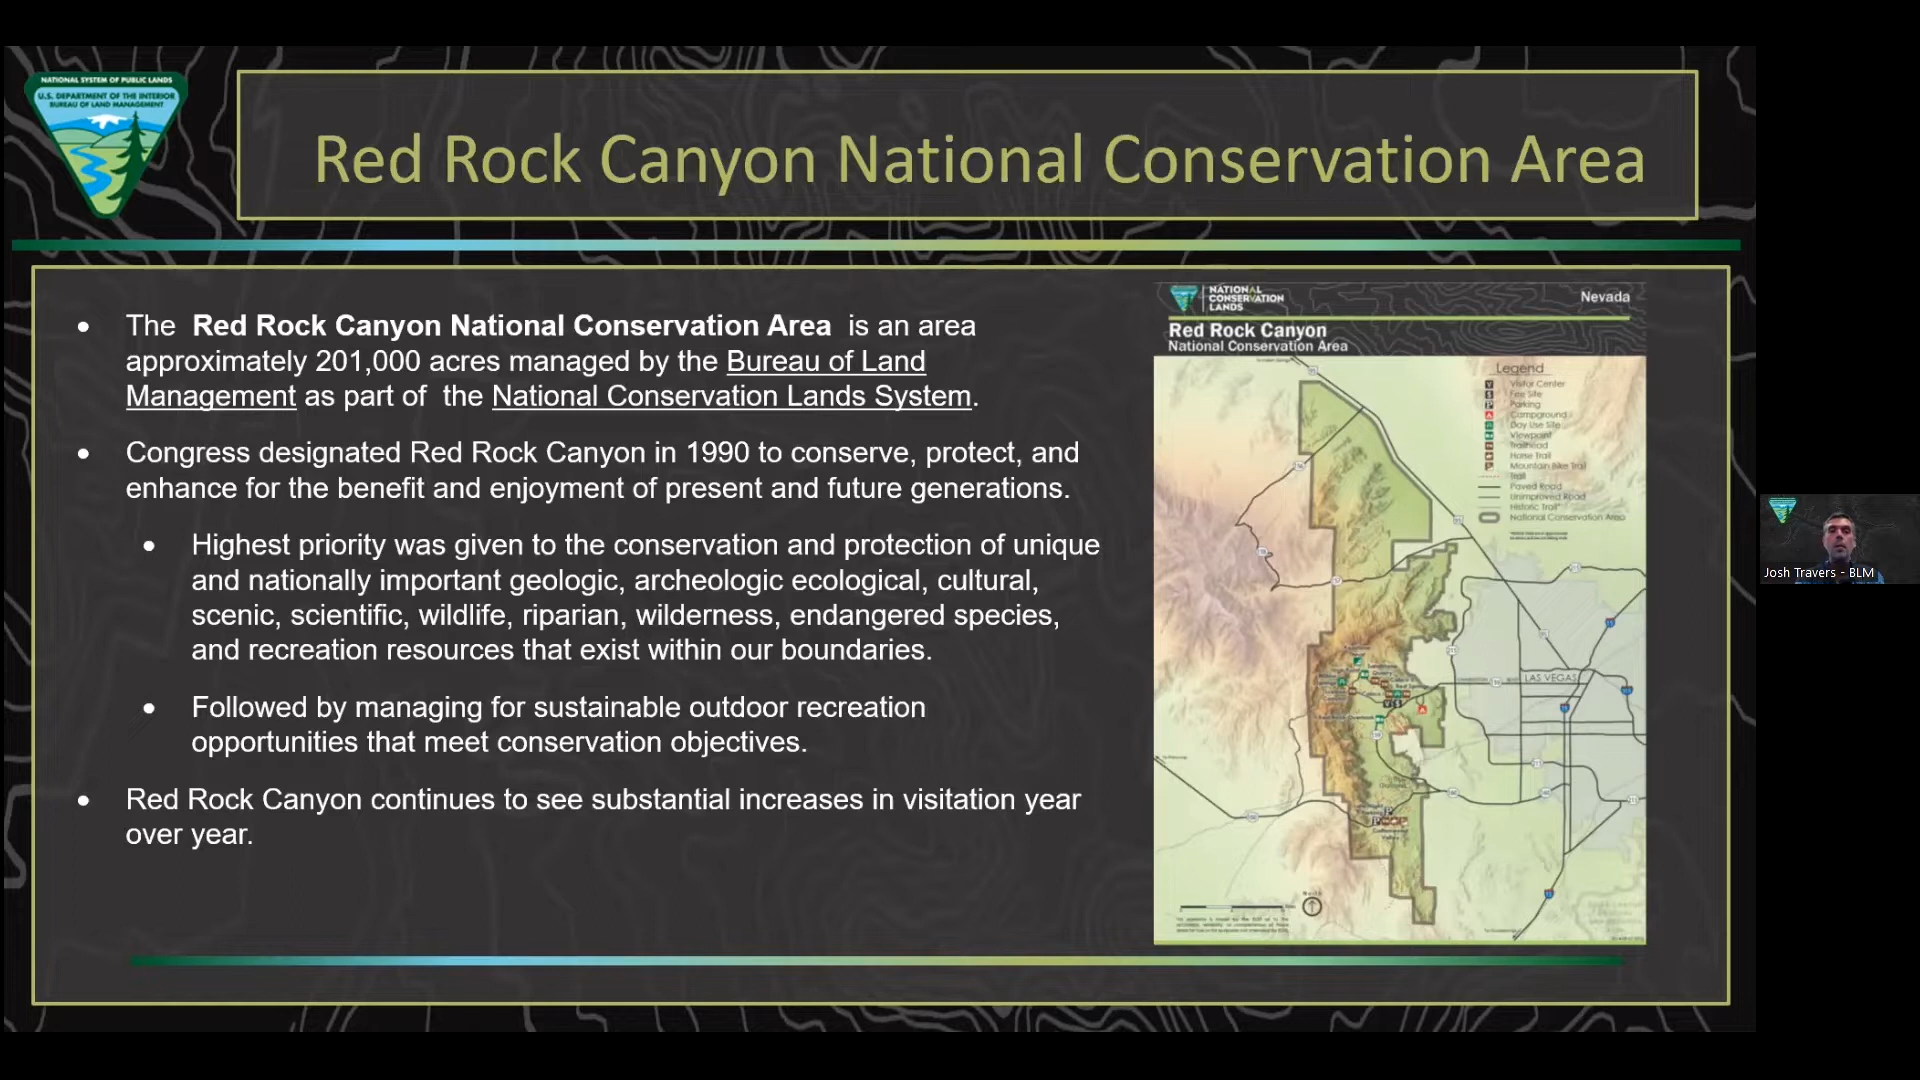 NATIONAL SYSTEM OF PUBLIC LANDS
U.S. DEPARTMENT OF THE INTERIOR
BUREAU OF LAND MANAGEMENT
Red Rock Canyon National Conservation Area
The Red Rock Canyon National Conservation Area is an area
approximately 201,000 acres managed by the Bureau of Land
Management as part of the National Conservation Lands System.
Congress designated Red Rock Canyon in 1990 to conserve, protect, and
enhance for the benefit and enjoyment of present and future generations.
Highest priority was given to the conservation and protection of unique
and nationally important geologic, archeologic ecological, cultural,
scenic, scientific, wildlife, riparian, wilderness, endangered species,
and recreation resources that exist within our boundaries.
Followed by managing for sustainable outdoor recreation
opportunities that meet conservation objectives.
Red Rock Canyon continues to see substantial increases in visitation year
over year.
NATIONAL
CONSERVATION
LANDS
Nevada
Red Rock Canyon
National Conservation Area
Legend
Visitor Center
Fee Site
Parking
Campground
Day Use Site
Viewpoint
Trailhead
Horse Trail
Mountain Bike Trail
Trail
Paved Road
Unimproved Road
Historic Trail*
National Conservation Area
LAS VEGAS
Josh Travers - BLM